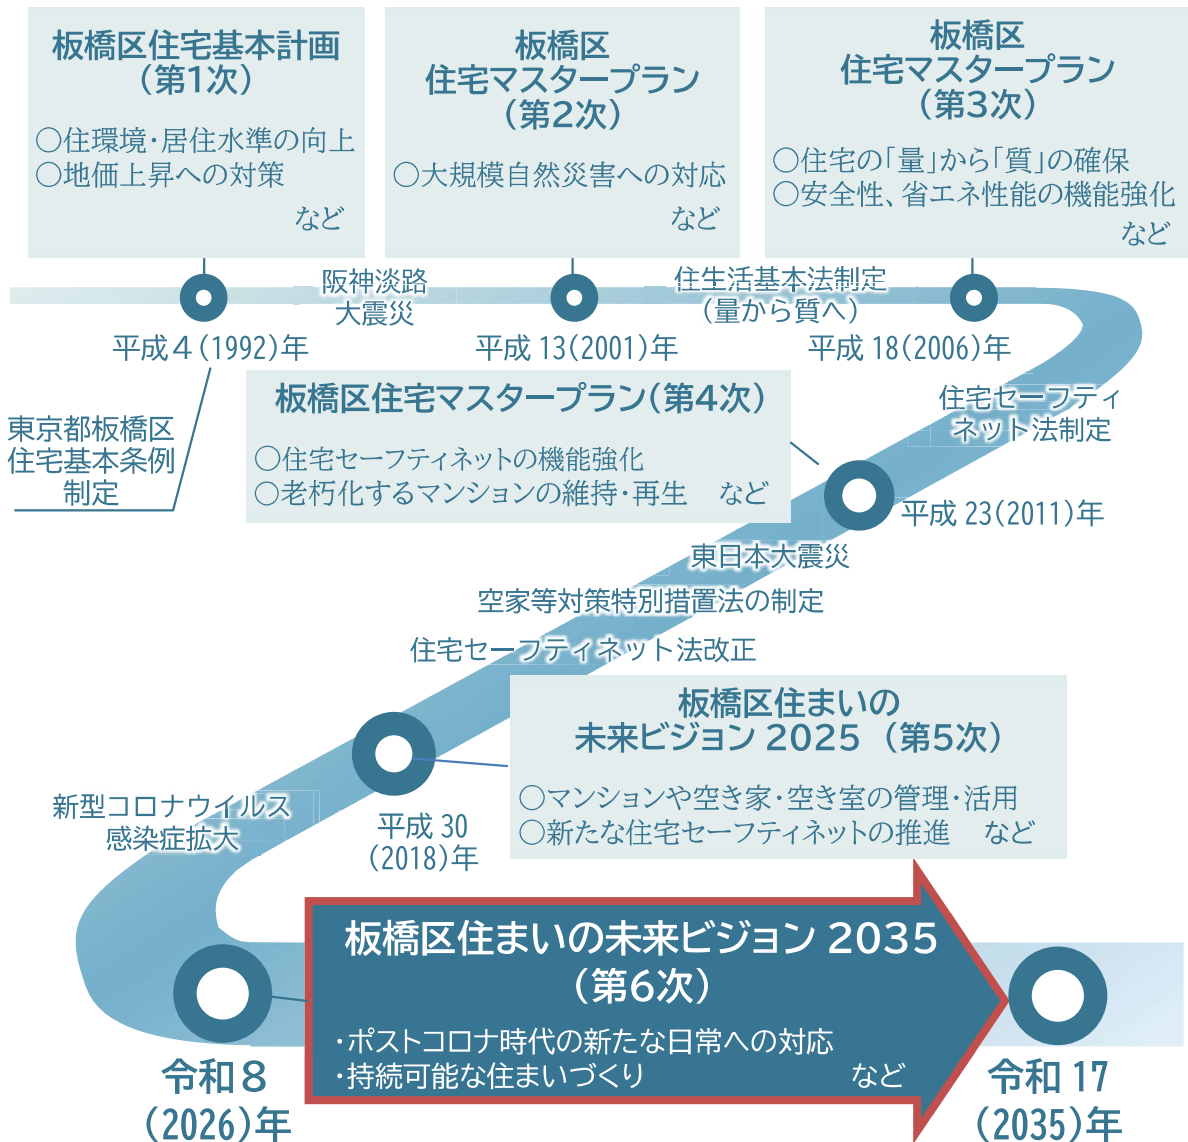 板橋区住宅基本計画
（第1次）
○住環境・居住水準の向上
○地価上昇への対策
など
板橋区
住宅マスタープラン
（第2次）
○大規模自然災害への対応
など
板橋区
住宅マスタープラン
（第3次）
○住宅の「量」から「質」の確保
○安全性、省エネ性能の機能強化
など
阪神淡路
大震災
住生活基本法制定
（量から質へ）
平成４（1992）年
平成 13（2001）年
平成 18（2006）年
東京都板橋区
住宅基本条例
制定
板橋区住宅マスタープラン（第4次）
○住宅セーフティネットの機能強化
○老朽化するマンションの維持・再生　など
住宅セーフティ
ネット法制定
平成 23（2011）年
東日本大震災
空家等対策特別措置法の制定
住宅セーフティネット法改正
板橋区住まいの
未来ビジョン 2025 （第5次）
○マンションや空き家・空き室の管理・活用
○新たな住宅セーフティネットの推進　など
平成 30
（2018）年
新型コロナウイルス
感染症拡大
板橋区住まいの未来ビジョン 2035
（第6次）
・ポストコロナ時代の新たな日常への対応
・持続可能な住まいづくり　など
令和８
（2026）年
令和 17
（2035）年